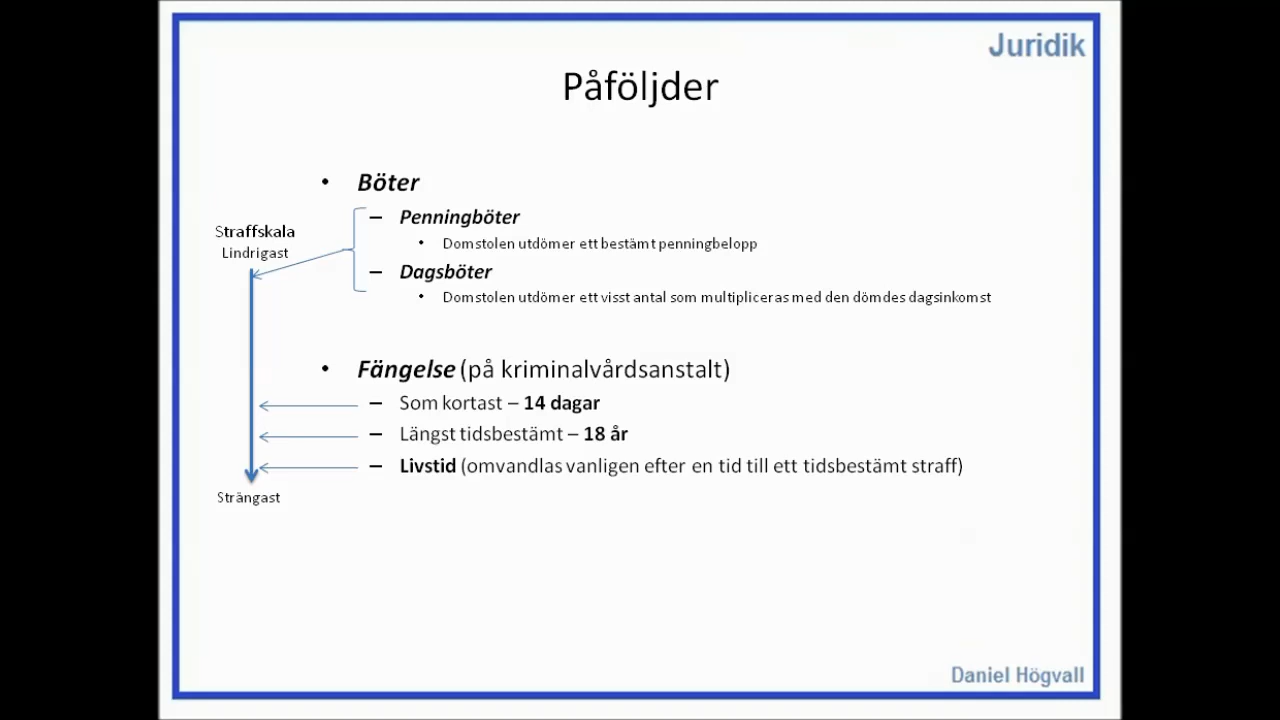 Juridik
Påföljder
• Böter
– Penningböter
• Domstolen utdömer ett bestämt penningbelopp
– Dagsböter
• Domstolen utdömer ett visst antal som multipliceras med den dömdes dagsinkomst
Straffskala
Lindrigast
• Fängelse (på kriminalvårdsanstalt)
– Som kortast – 14 dagar
– Längst tidsbestämt – 18 år
– Livstid (omvandlas vanligen efter en tid till ett tidsbestämt straff)
Strängast
Daniel Högvall